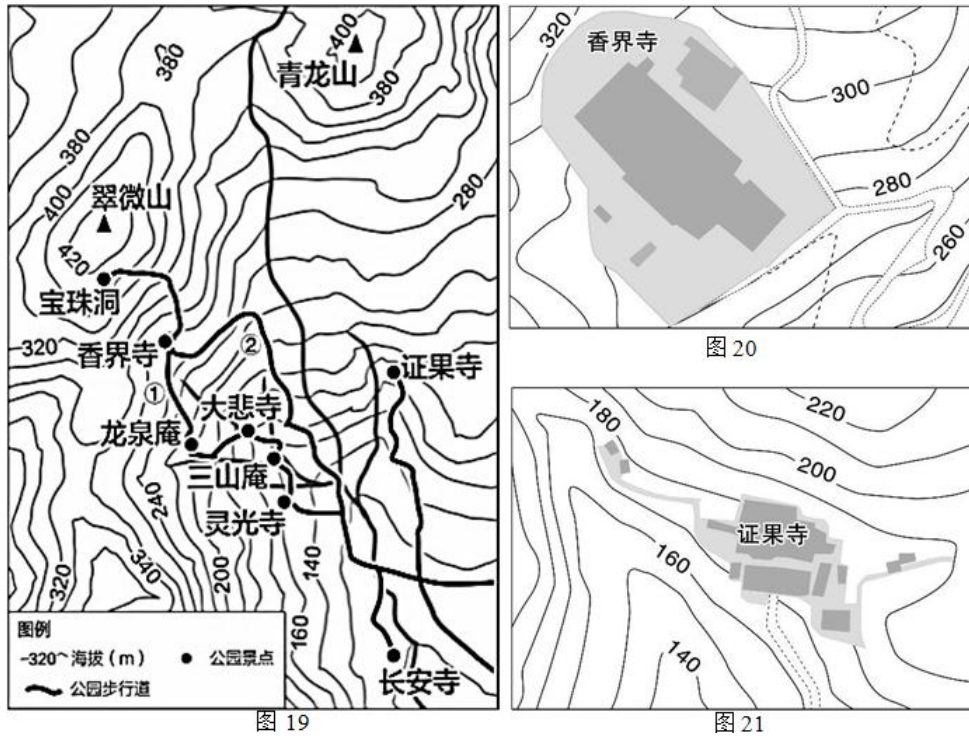 380
400
青龙山
380
380
翠微山
400
420
宝珠洞
280
320
香界寺
①
②
证果寺
大悲寺
龙泉庵
三山庵
灵光寺
240
140
200
320
340
160
图例
-320⌒ 海拔（m）
公园景点
公园步行道
长安寺
图 19
320
香界寺
300
280
260
图 20
180
220
200
证果寺
160
140
图 21